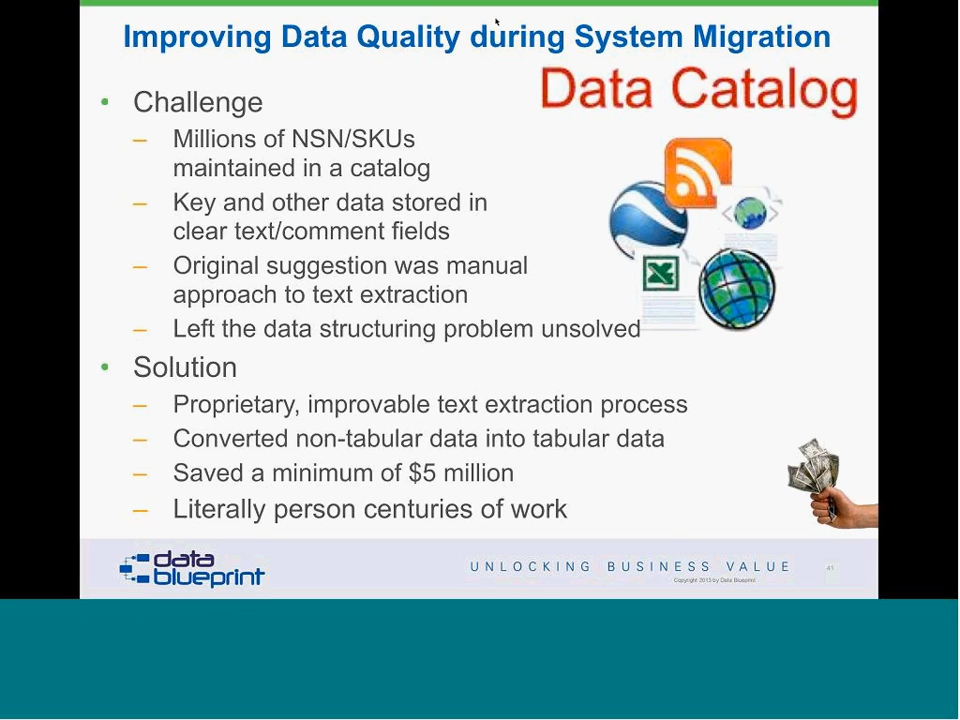 Improving Data Quality during System Migration
Data Catalog
• Challenge
– Millions of NSN/SKUs
maintained in a catalog
– Key and other data stored in
clear text/comment fields
– Original suggestion was manual
approach to text extraction
– Left the data structuring problem unsolved
• Solution
– Proprietary, improvable text extraction process
– Converted non-tabular data into tabular data
– Saved a minimum of $5 million
– Literally person centuries of work
data
blueprint
UNLOCKING BUSINESS VALUE
41
Copyright 2015 by Data Blueprint